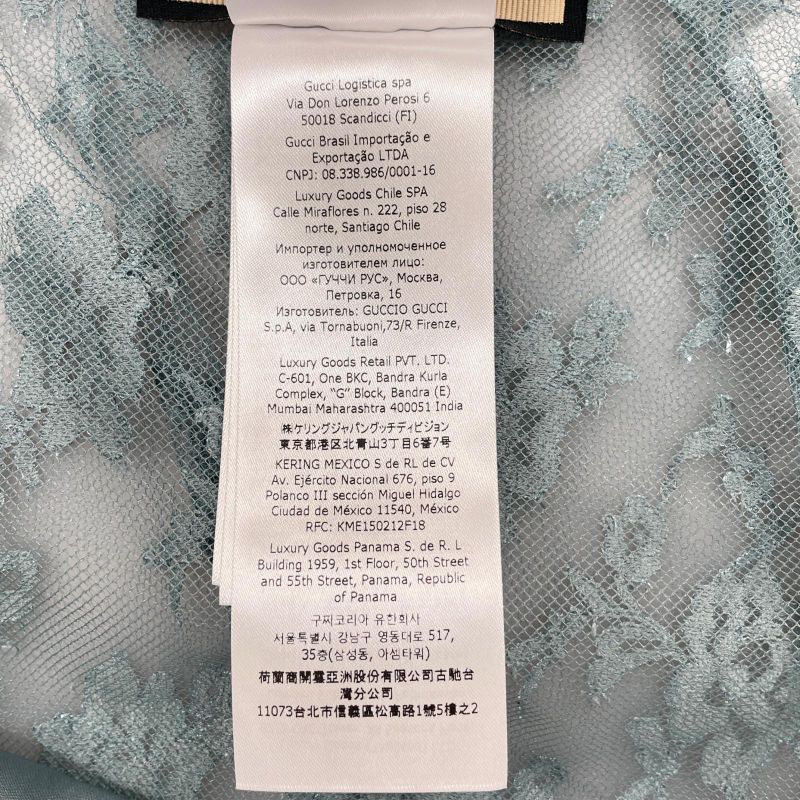 Gucci Logistica spa
Via Don Lorenzo Perosi 6
50018 Scandicci (FI)
Gucci Brasil Importação e
Exportação LTDA
CNPJ: 08.338.986/0001-16
Luxury Goods Chile SPA
Calle Miraflores n. 222, piso 28
norte, Santiago Chile
Импортер и уполномоченное
изготовителем лицо:
ООО «ГУЧЧИ РУС», Москва,
Петровка, 16
Изготовитель: GUCCIO GUCCI
S.p.A, via Tornabuoni,73/R Firenze,
Italia
Luxury Goods Retail PVT. LTD.
C-601, One BKC, Bandra Kurla
Complex, “G” Block, Bandra (E)
Mumbai Maharashtra 400051 India
㈱ケリングジャパングッチディビジョン
東京都港区北青山3丁目6番7号
KERING MEXICO S de RL de CV
Av. Ejército Nacional 676, piso 9
Polanco III sección Miguel Hidalgo
Ciudad de México 11540, México
RFC: KME150212F18
Luxury Goods Panama S. de R. L
Building 1959, 1st Floor, 50th Street
and 55th Street, Panama, Republic
of Panama
구찌코리아 유한회사
서울특별시 강남구 영동대로 517,
35층(삼성동, 아셈타워)
荷蘭商開雲亞洲股份有限公司古馳台
灣分公司
11073台北市信義區松高路1號5樓之2